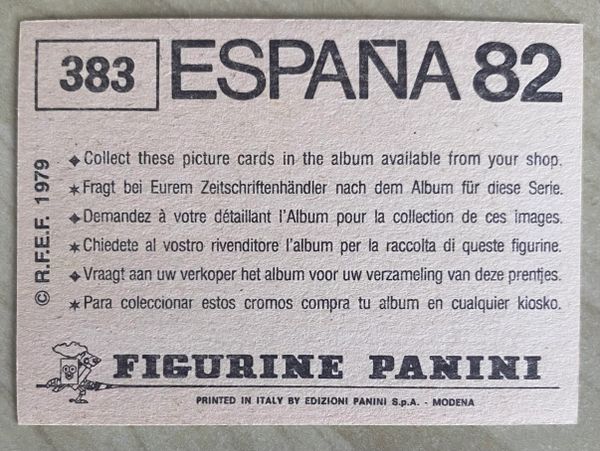 383 ESPAÑA 82
© R.F.E.F. 1979
Collect these picture cards in the album available from your shop.
Fragt bei Eurem Zeitschriftenhändler nach dem Album für diese Serie.
Demandez à votre détaillant l'Album pour la collection de ces images.
Chiedete al vostro rivenditore l'album per la raccolta di queste figurine.
Vraagt aan uw verkoper het album voor uw verzameling van deze prentjes.
Para coleccionar estos cromos compra tu album en cualquier kiosko.
FIGURINE PANINI
PRINTED IN ITALY BY EDIZIONI PANINI S.p.A. - MODENA